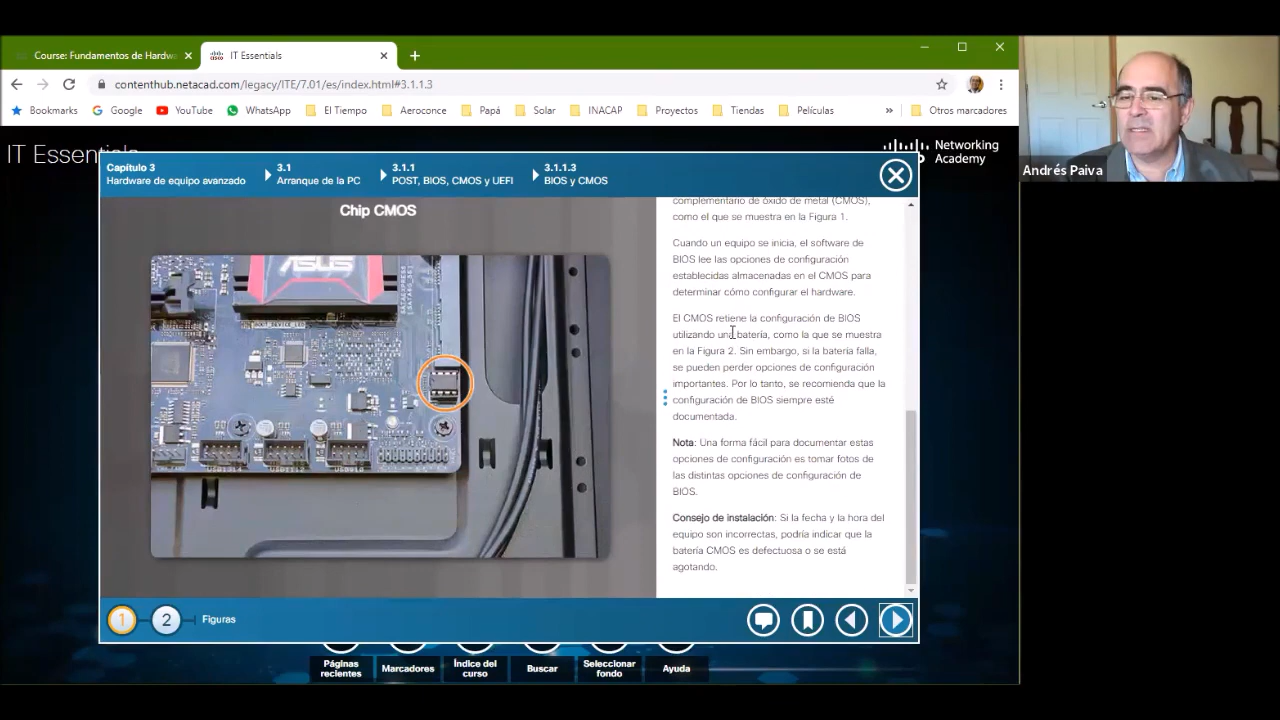 Course: Fundamentos de Hardwa
IT Essentials
contenthub.netacad.com/legacy/ITE/7.01/es/index.html#3.1.1.3
Bookmarks Google YouTube WhatsApp El Tiempo Aeroconce Papá Solar INACAP Proyectos Tiendas Películas » Otros marcadores
IT Essentials
Networking
Academy
Andrés Paiva
Capítulo 3
Hardware de equipo avanzado
3.1
Arranque de la PC
3.1.1
POST, BIOS, CMOS y UEFI
3.1.1.3
BIOS y CMOS
Chip CMOS
ASUS
complementario de óxido de metal (CMOS),
como el que se muestra en la Figura 1.
Cuando un equipo se inicia, el software de
BIOS lee las opciones de configuración
establecidas almacenadas en el CMOS para
determinar cómo configurar el hardware.
El CMOS retiene la configuración de BIOS
utilizando una batería, como la que se muestra
en la Figura 2. Sin embargo, si la batería falla,
se pueden perder opciones de configuración
importantes. Por lo tanto, se recomienda que la
configuración de BIOS siempre esté
documentada.
Nota: Una forma fácil para documentar estas
opciones de configuración es tomar fotos de
las distintas opciones de configuración de
BIOS.
Consejo de instalación: Si la fecha y la hora del
equipo son incorrectas, podría indicar que la
batería CMOS es defectuosa o se está
agotando.
1 2 Figuras
Páginas
recientes
Marcadores
Índice del
curso
Buscar
Seleccionar
fondo
Ayuda